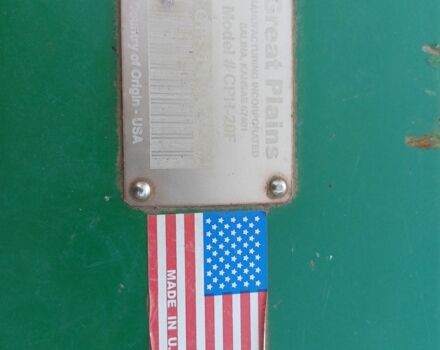 Great Plains
MANUFACTURING INCORPORATED
SALINA, KANSAS 67401
Model # CPH-20F
Country of Origin - USA
MADE IN U.S.